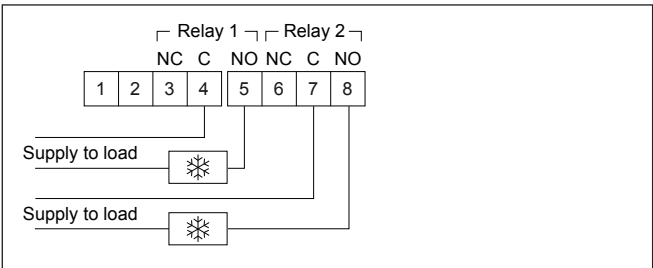 Relay 1 Relay 2
NC C NO NC C NO
1 2 3 4 5 6 7 8
Supply to load
Supply to load